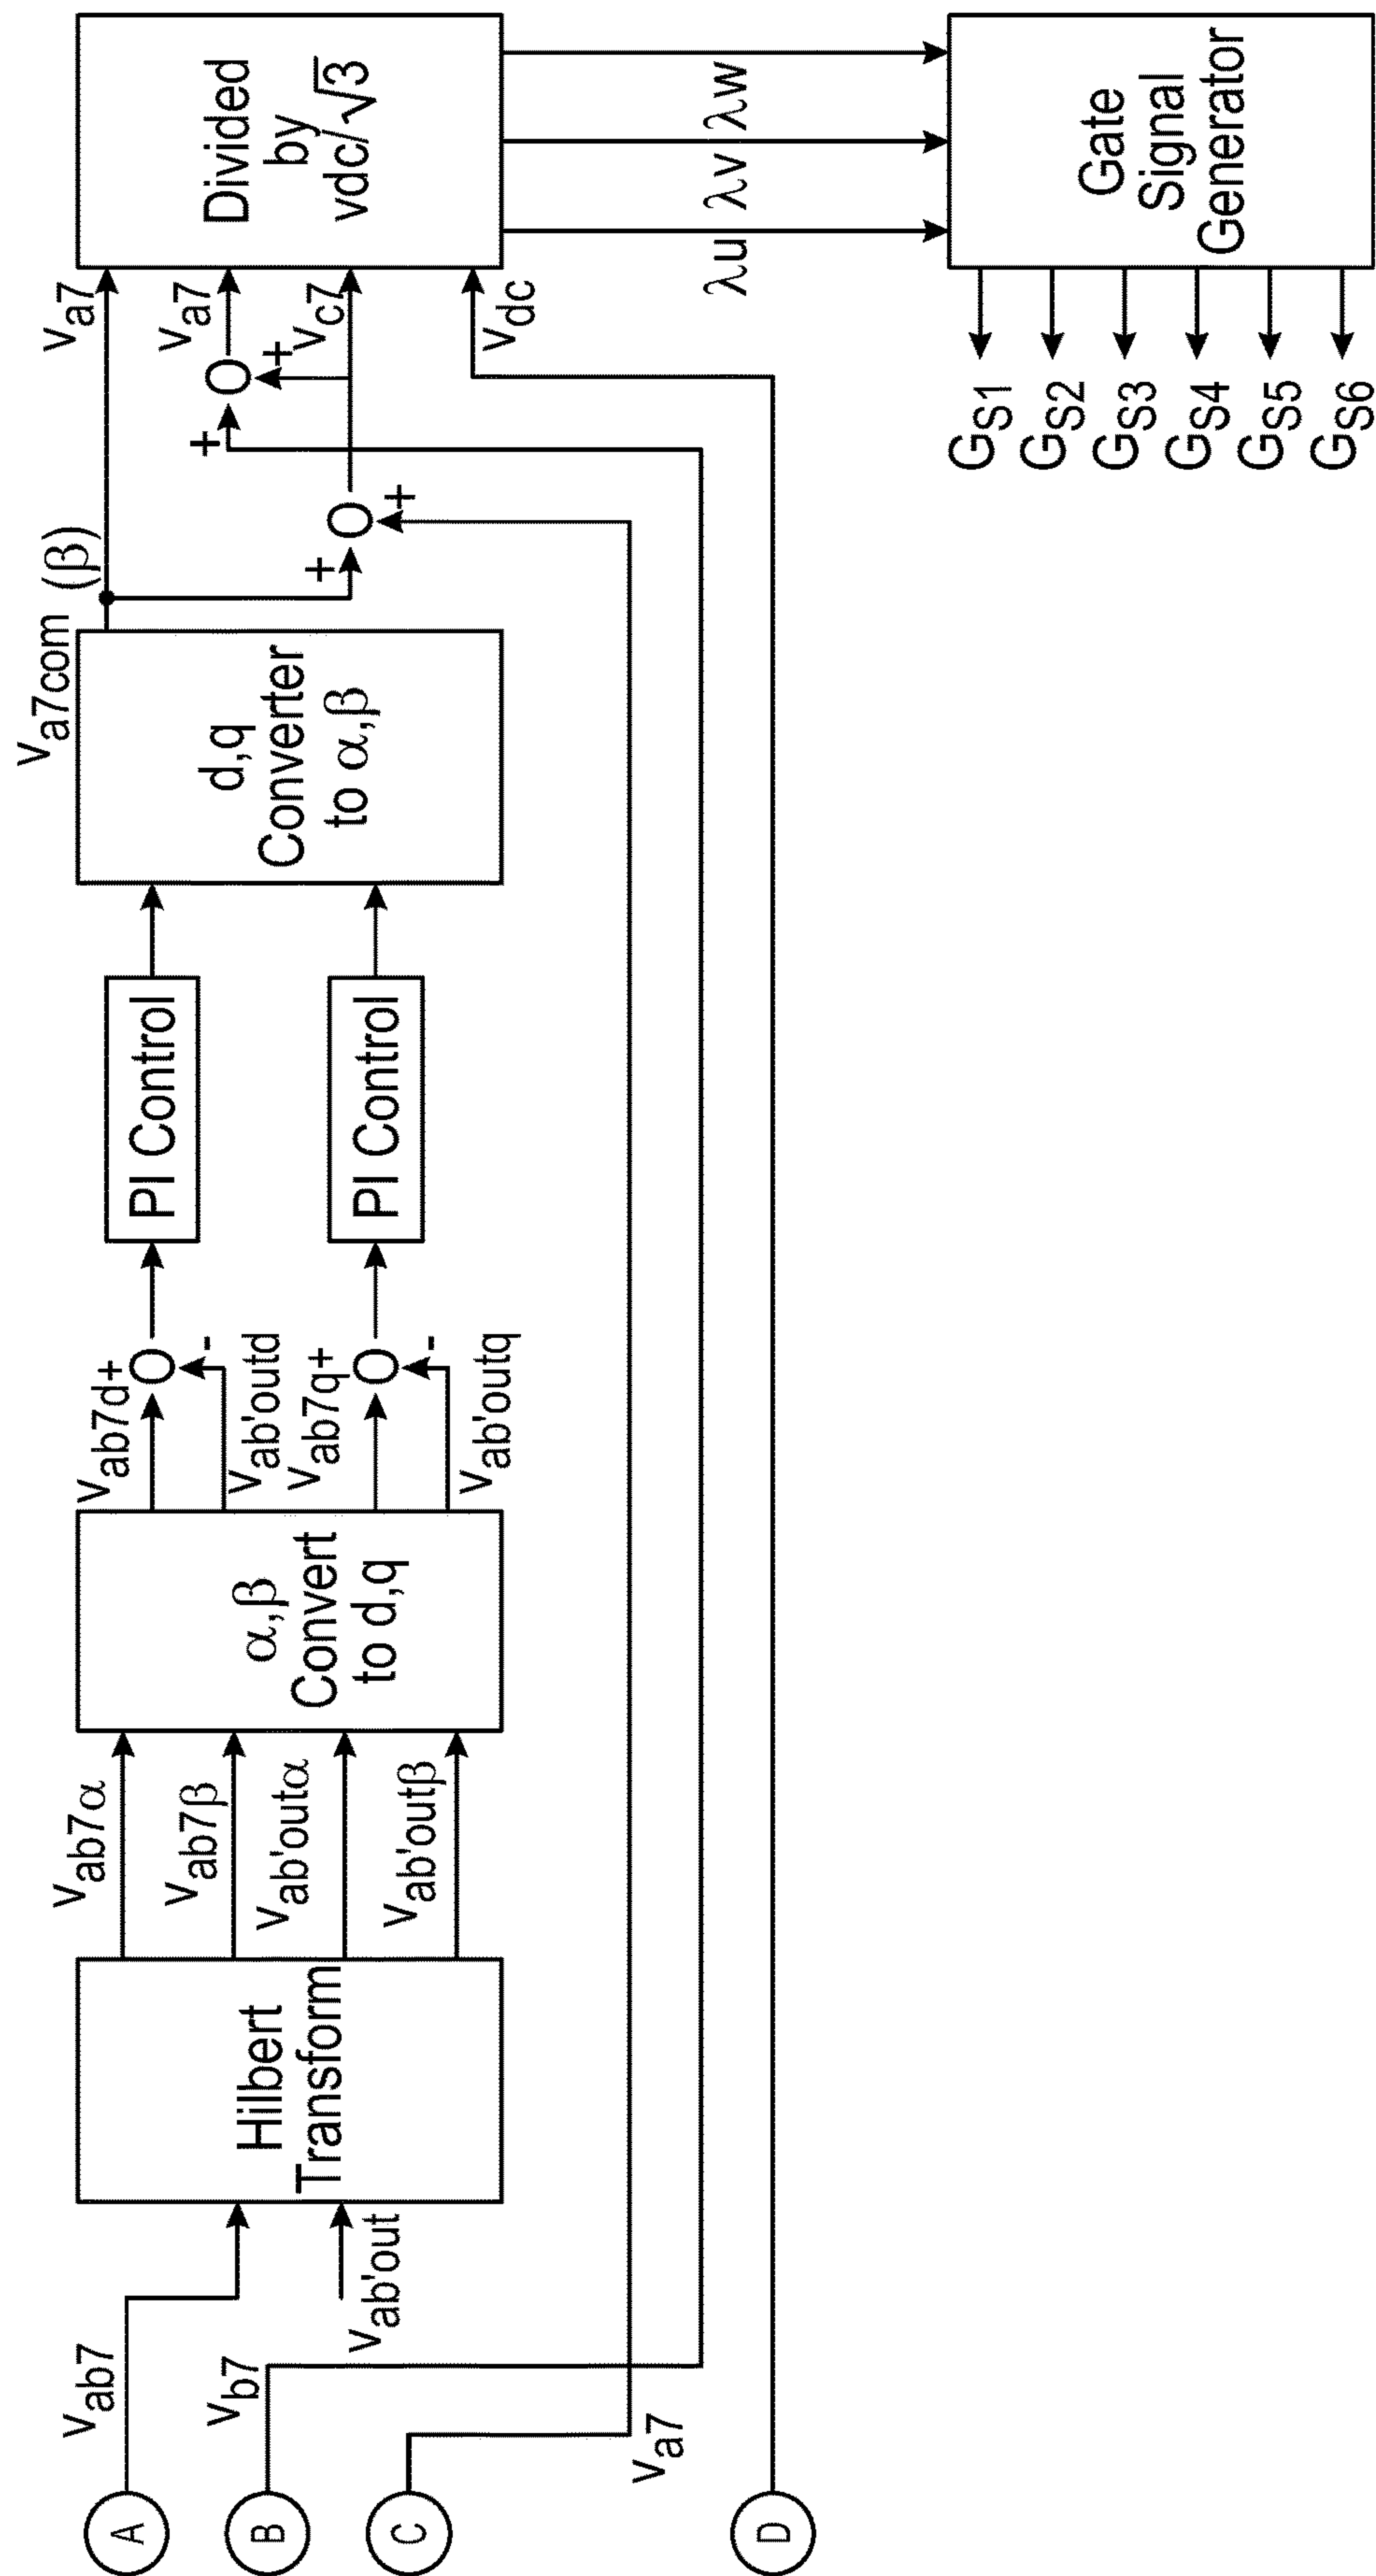 A
B
C
D
vab7
vb7
va7
vab'out
Hilbert
Transform
vab7α
vab7β
vab'outα
vab'outβ
α,β
Convert
to d,q
vab7d+
-
vab'outd
vab7q+
-
vab'outq
PI Control
PI Control
d,q
Converter
to α,β
va7com (β)
+
+
+
+
va7
va7
vc7
vdc
Divided
by
vdc/√3
λu λv λw
Gate
Signal
Generator
GS1
GS2
GS3
GS4
GS5
GS6